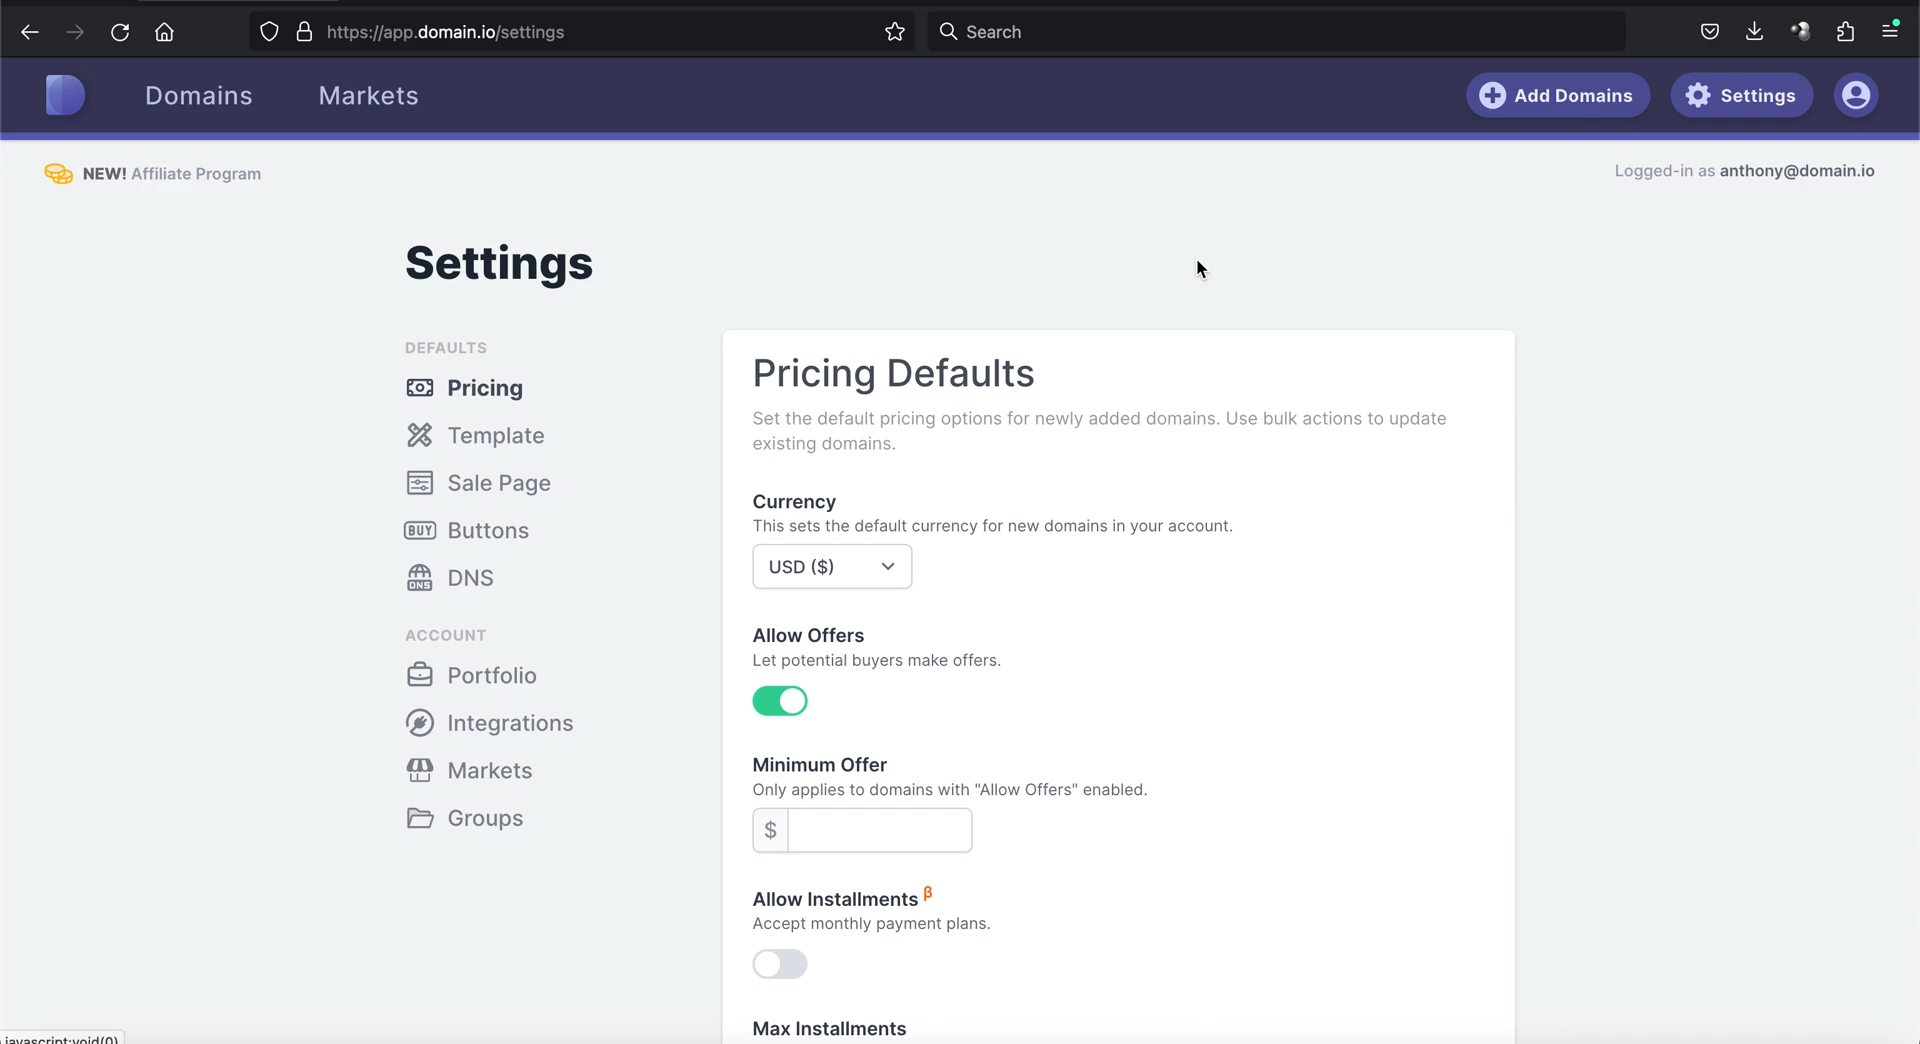 https://app.domain.io/settings
Search
Domains
Markets
Add Domains
Settings
NEW! Affiliate Program
Logged-in as anthony@domain.io
Settings
DEFAULTS
Pricing
Template
Sale Page
BUY Buttons
DNS DNS
ACCOUNT
Portfolio
Integrations
Markets
Groups
Pricing Defaults
Set the default pricing options for newly added domains. Use bulk actions to update
existing domains.
Currency
This sets the default currency for new domains in your account.
USD ($)
Allow Offers
Let potential buyers make offers.
Minimum Offer
Only applies to domains with "Allow Offers" enabled.
$
Allow Installments β
Accept monthly payment plans.
Max Installments
javascript:void(0)